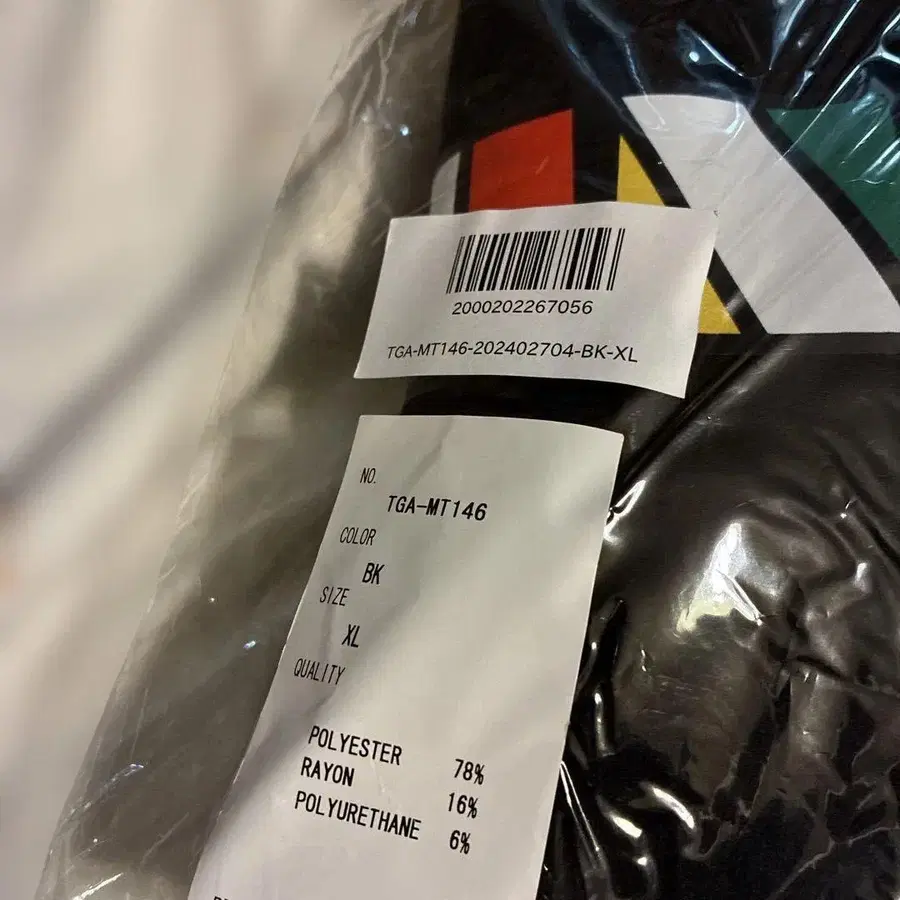 2000202267056
TGA-MT146-202402704-BK-XL
NO.
TGA-MT146
COLOR
BK
SIZE
XL
QUALITY
POLYESTER 78%
RAYON 16%
POLYURETHANE 6%